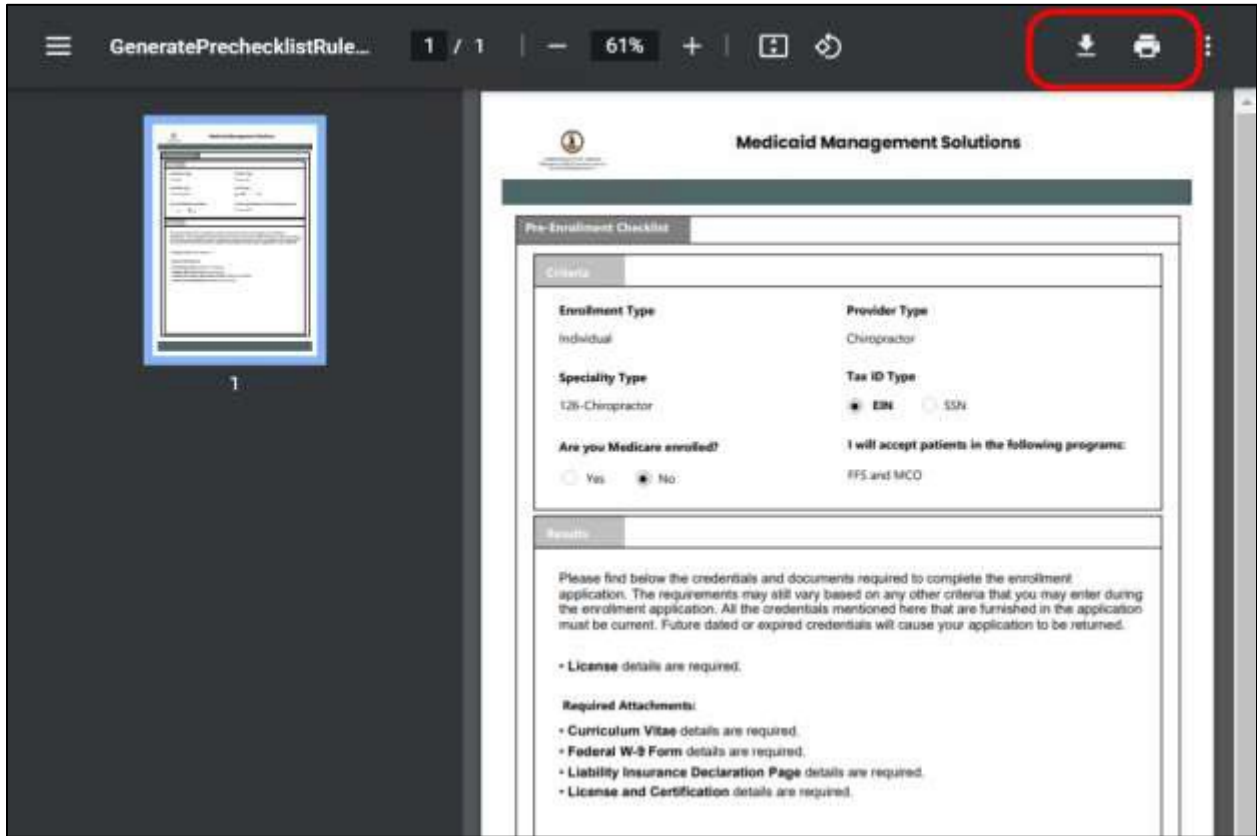 GeneratePrechecklistRule... 1 / 1 61%
1
Medicaid Management Solutions
Pre-Enrollment Checklist
Criteria
Enrollment Type Provider Type
Individual Chiropractor
Speciality Type Tax ID Type
126-Chiropractor EIN SSN
Are you Medicare enrolled? I will accept patients in the following programs:
Yes No FFS and MCO
Results
Please find below the credentials and documents required to complete the enrollment
application. The requirements may still vary based on any other criteria that you may enter during
the enrollment application. All the credentials mentioned here that are furnished in the application
must be current. Future dated or expired credentials will cause your application to be returned.
• License details are required.
Required Attachments:
• Curriculum Vitae details are required.
• Federal W-9 Form details are required.
• Liability Insurance Declaration Page details are required.
• License and Certification details are required.